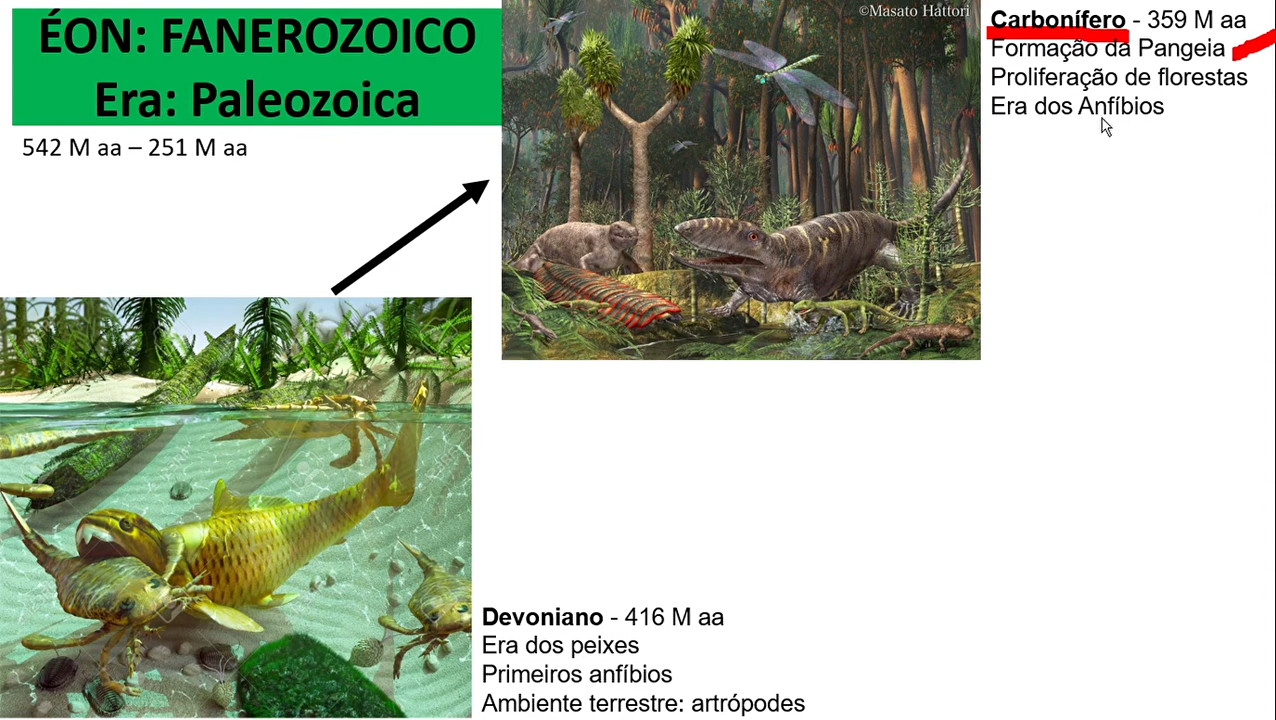 ÉON: FANEROZOICO
Era: Paleozoica
542 M aa – 251 M aa
©Masato Hattori
Carbonífero - 359 M aa
Formação da Pangeia
Proliferação de florestas
Era dos Anfíbios
Devoniano - 416 M aa
Era dos peixes
Primeiros anfíbios
Ambiente terrestre: artrópodes